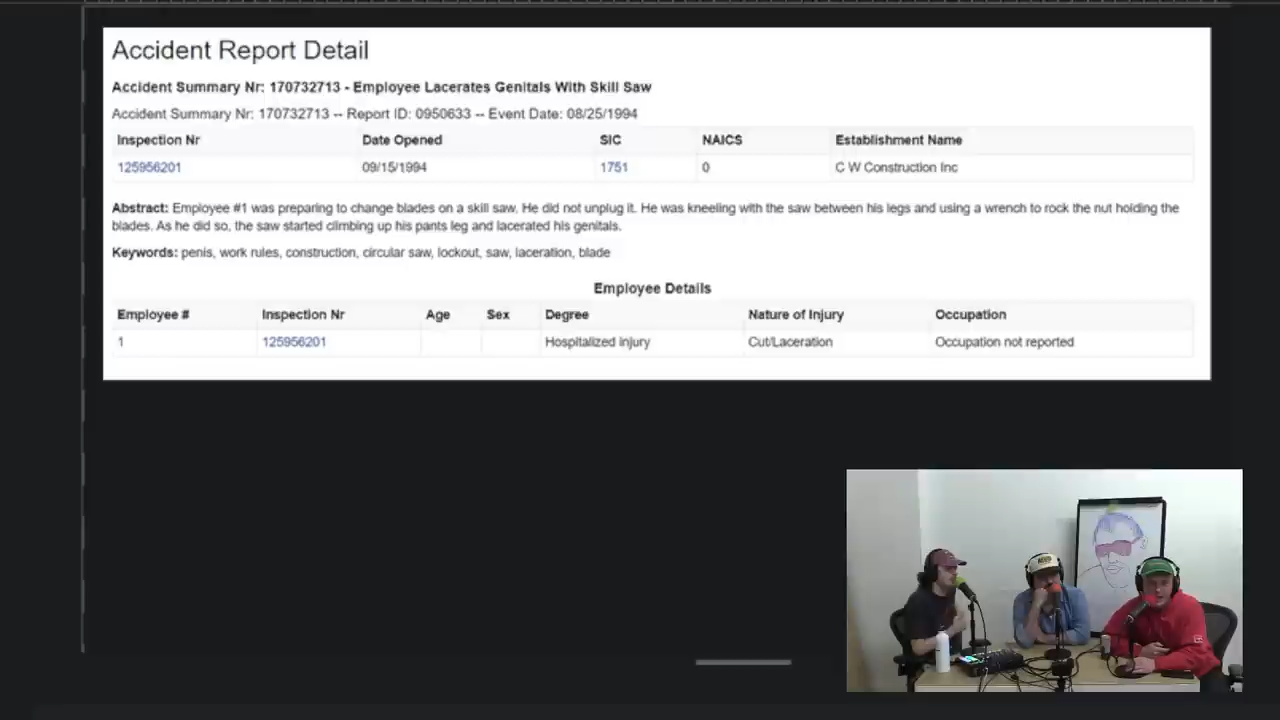 Accident Report Detail
Accident Summary Nr: 170732713 - Employee Lacerates Genitals With Skill Saw
Accident Summary Nr: 170732713 -- Report ID: 0950633 -- Event Date: 08/25/1994
Inspection Nr Date Opened SIC NAICS Establishment Name
125956201 09/15/1994 1751 0 C W Construction Inc
Abstract: Employee #1 was preparing to change blades on a skill saw. He did not unplug it. He was kneeling with the saw between his legs and using a wrench to rock the nut holding the
blades. As he did so, the saw started climbing up his pants leg and lacerated his genitals.
Keywords: penis, work rules, construction, circular saw, lockout, saw, laceration, blade
Employee Details
Employee # Inspection Nr Age Sex Degree Nature of Injury Occupation
1 125956201 Hospitalized injury Cut/Laceration Occupation not reported